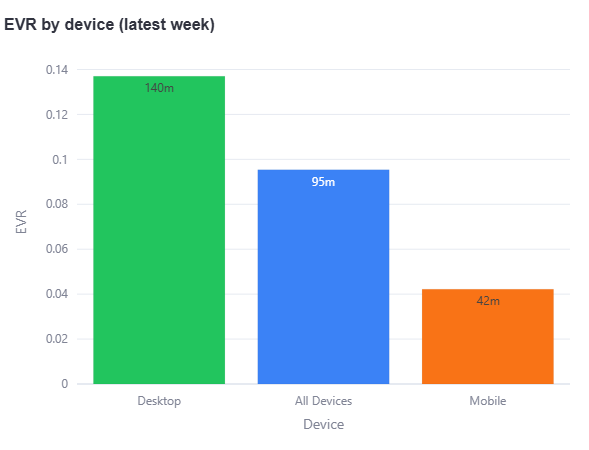 EVR by device (latest week)
0.14
0.12
0.1
0.08
0.06
0.04
0.02
0
EVR
140m
95m
42m
Desktop
All Devices
Mobile
Device